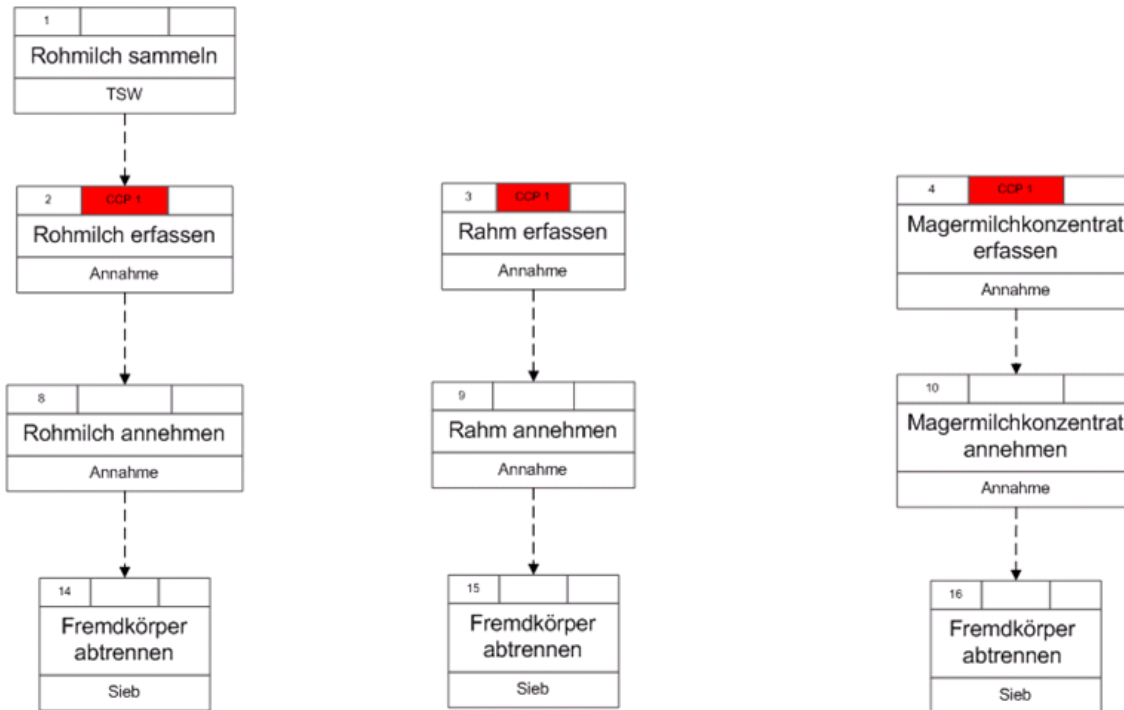 1
Rohmilch sammeln
TSW
2 CCP 1
Rohmilch erfassen
Annahme
8
Rohmilch annehmen
Annahme
14
Fremdkörper
abtrennen
Sieb
3 CCP 1
Rahm erfassen
Annahme
9
Rahm annehmen
Annahme
15
Fremdkörper
abtrennen
Sieb
4 CCP 1
Magermilchkonzentrat
erfassen
Annahme
10
Magermilchkonzentrat
annehmen
Annahme
16
Fremdkörper
abtrennen
Sieb